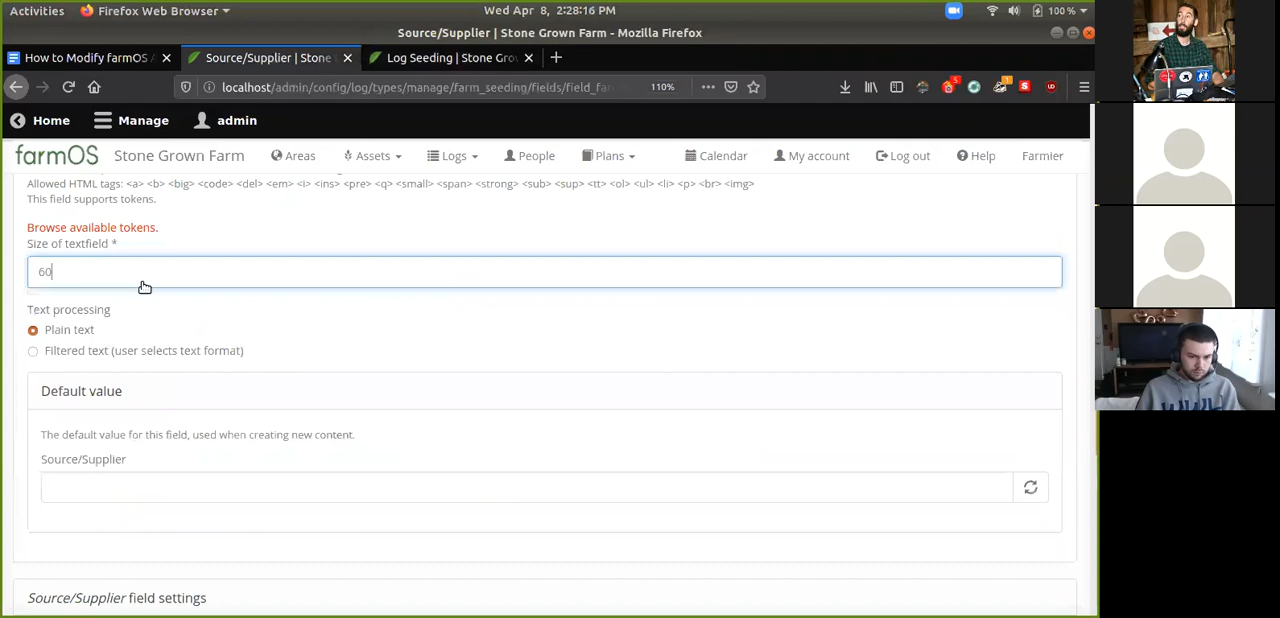 Activities Firefox Web Browser Wed Apr 8, 2:28:16 PM 100 %
Source/Supplier | Stone Grown Farm - Mozilla Firefox
How to Modify farmOS Source/Supplier | Stone Log Seeding | Stone Grov
localhost/admin/config/log/types/manage/farm_seeding/fields/field_far 110%
Home Manage admin
farmOS Stone Grown Farm Areas Assets Logs People Plans Calendar My account Log out Help Farmier
Allowed HTML tags: <a> <b> <big> <code> <del> <em> <i> <ins> <pre> <q> <small> <span> <strong> <sub> <sup> <tt> <ol> <ul> <li> <p> <br> <img>
This field supports tokens.
Browse available tokens.
Size of textfield *
60
Text processing
Plain text
Filtered text (user selects text format)
Default value
The default value for this field, used when creating new content.
Source/Supplier
Source/Supplier field settings